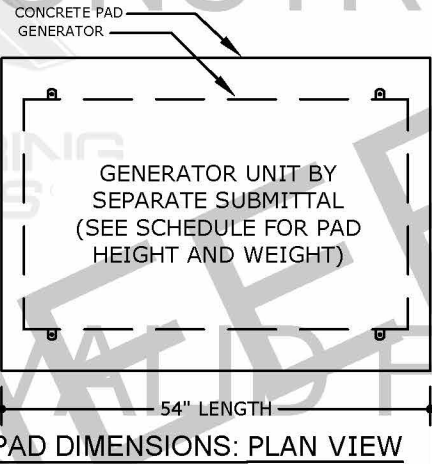 CONCRETE PAD
GENERATOR
GENERATOR UNIT BY
SEPARATE SUBMITTAL
(SEE SCHEDULE FOR PAD
HEIGHT AND WEIGHT)
54" LENGTH
PAD DIMENSIONS: PLAN VIEW